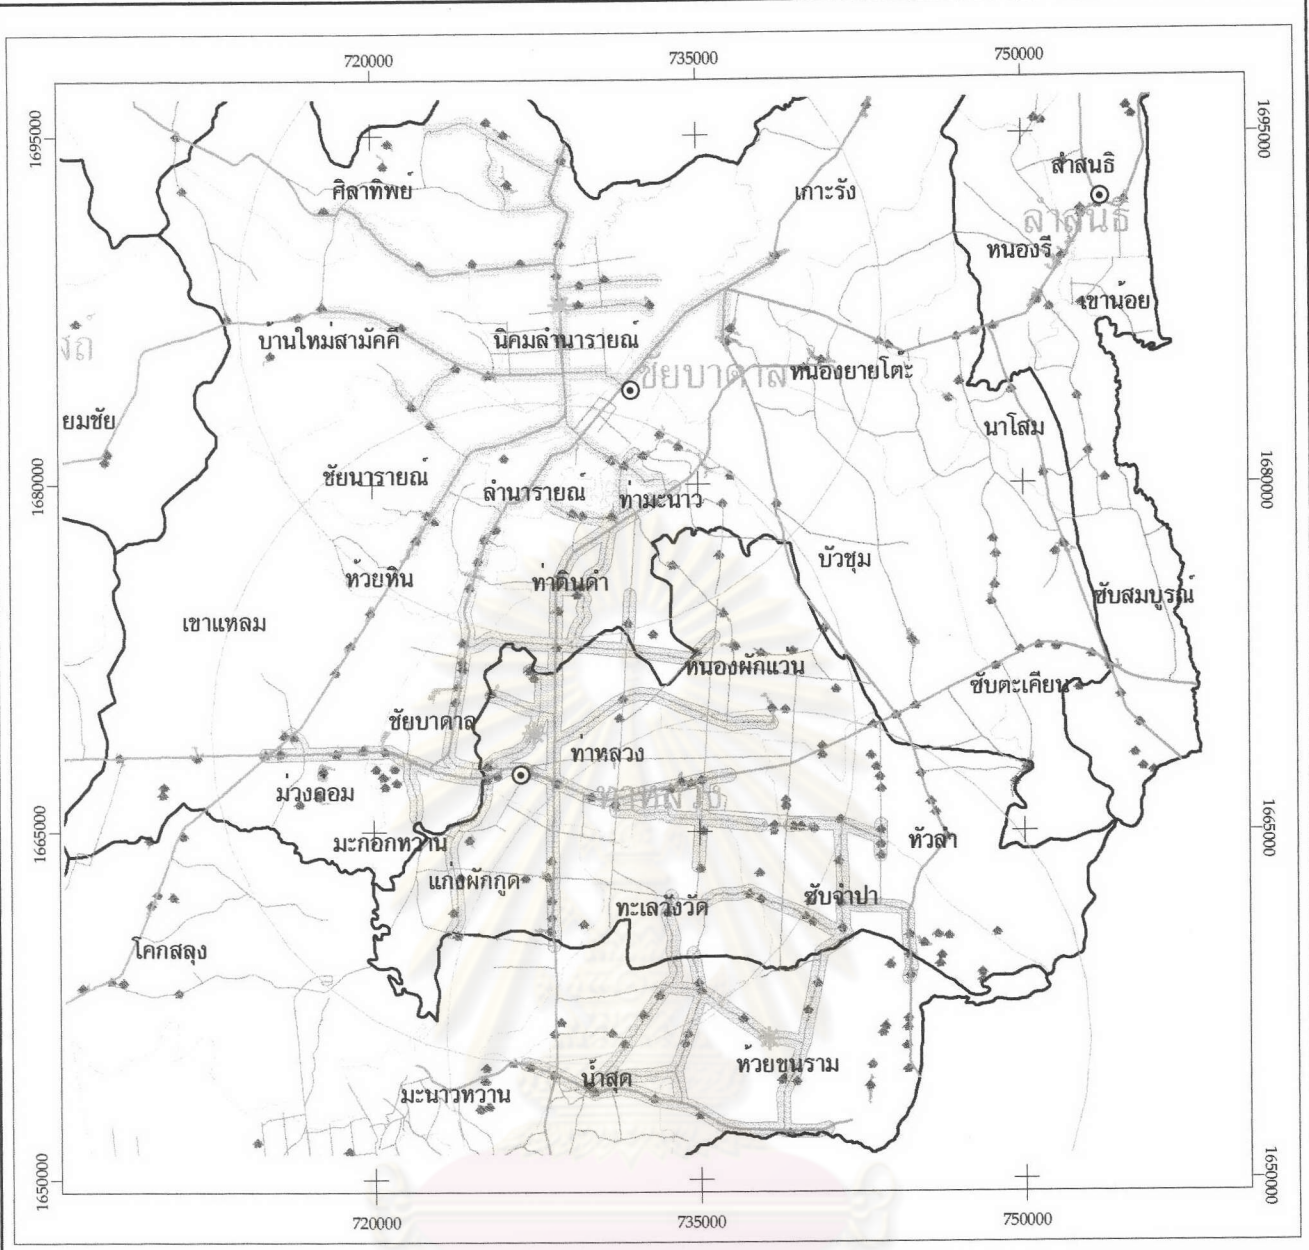 720000
735000
750000
1695000
1695000
ลำสนธิ
ศิลาทิพย์
เกาะรัง
ลำสนธิ
หนองรี
เขาน้อย
บ้านใหม่สามัคคี
นิคมลำนารายณ์
ชัยบาดาล
หนองยายโต๊ะ
ยมชัย
นาโสม
ชัยนารายณ์
ลำนารายณ์
ท่ามะนาว
1680000
1680000
บัวชุม
ห้วยหิน
ท่าดินดำ
ซับสมบูรณ์
เขาแหลม
หนองผักแว่น
ซับตะเคียน
ชัยบาดาล
ท่าหลวง
ม่วงค่อม
ท่าหลวง
1665000
1665000
มะกอกหวาน
หัวลำ
แก่งผักกูด
ซับจำปา
ทะเลวังวัด
โคกสลุง
ห้วยขุนราม
น้ำสุด
มะนาวหวาน
1650000
1650000
720000
735000
750000